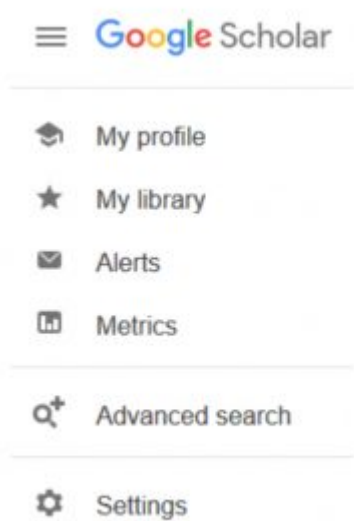 Google Scholar
My profile
My library
Alerts
Metrics
Advanced search
Settings